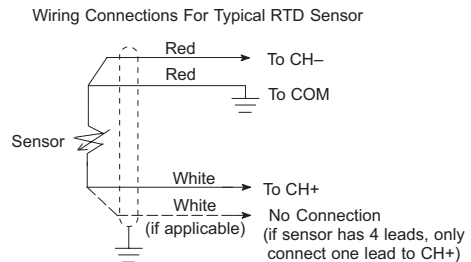 Wiring Connections For Typical RTD Sensor
Red
To CH–
Red
To COM
Sensor
White
To CH+
White
(if applicable)
No Connection
(if sensor has 4 leads, only
connect one lead to CH+)